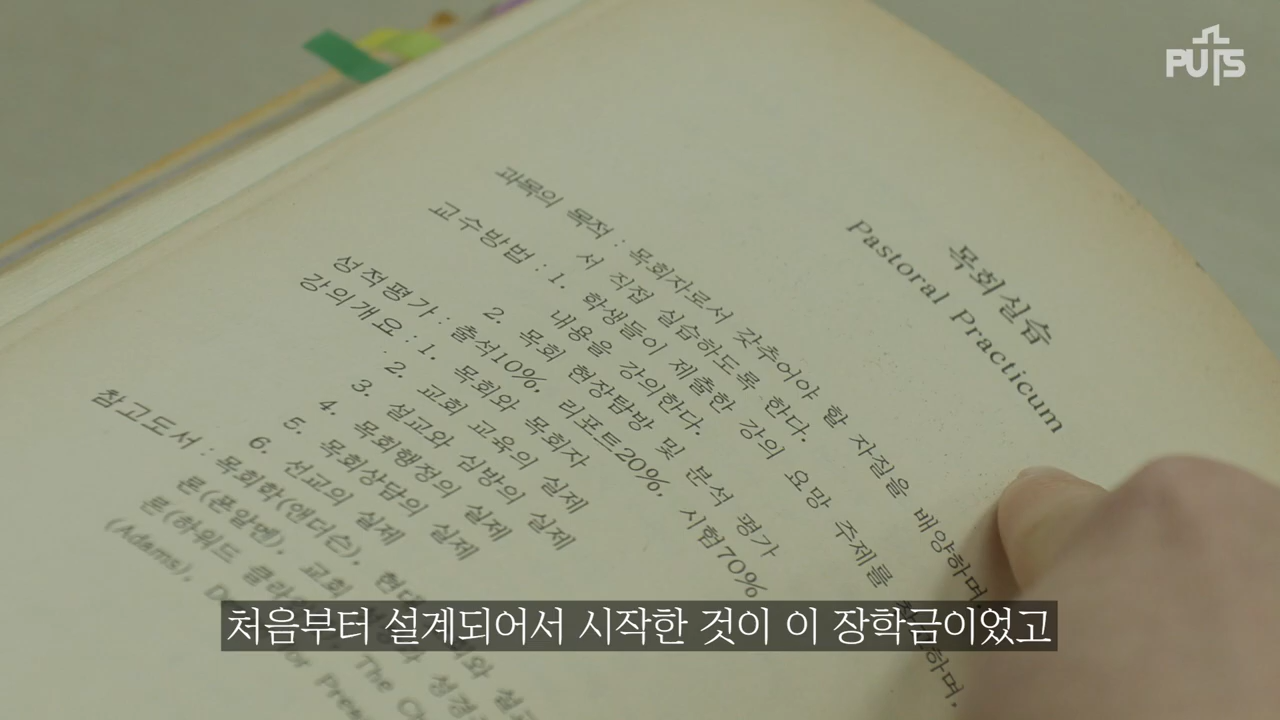 PUTS
목회실습
Pastoral Practicum
과목의 목적 : 목회자로서 갖추어야 할 자질을 배양하며,
서 직접 실습하도록 한다.
교수방법 : 1. 학생들이 제출한 강의 요망 주제를 하며,
내용을 강의한다.
2. 목회 현장탐방 및 분석 평가
성적평가 : 출석10%, 리포트20%, 시험70%
강의개요 : 1. 목회와 목회자
2. 교회 교육의 실제
3. 설교와 심방의 실제
4. 목회행정의 실제
5. 목회상담의 실제
6. 선교의 실제
참고도서 : 목회학(앤더슨), 현대
론(폰알멘), 교회
론(하워드 
(Adams), The
for
처음부터 설계되어서 시작한 것이 이 장학금이었고